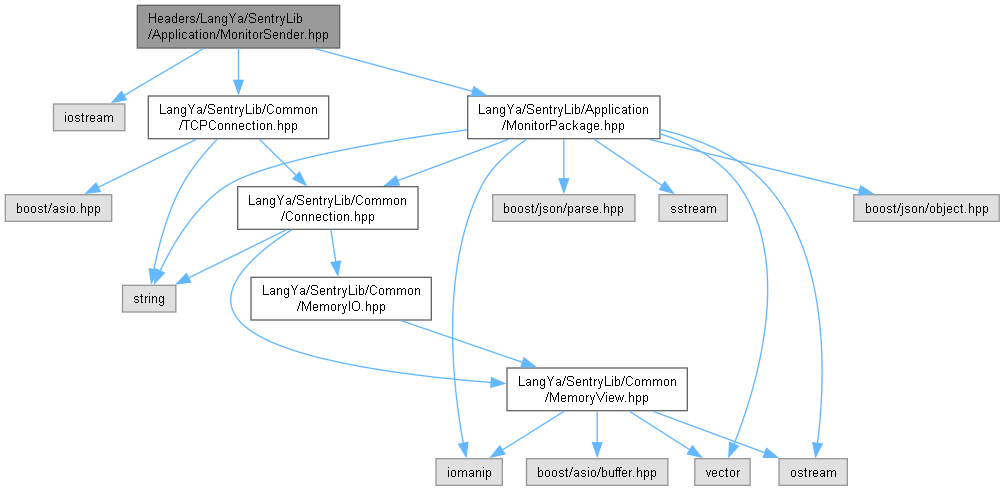 Headers/LangYa/SentryLib
/Application/MonitorSender.hpp
iostream
LangYa/SentryLib/Common
/TCPConnection.hpp
LangYa/SentryLib/Application
/MonitorPackage.hpp
boost/asio.hpp
LangYa/SentryLib/Common
/Connection.hpp
boost/json/parse.hpp
sstream
boost/json/object.hpp
string
LangYa/SentryLib/Common
/MemoryIO.hpp
LangYa/SentryLib/Common
/MemoryView.hpp
iomanip
boost/asio/buffer.hpp
vector
ostream